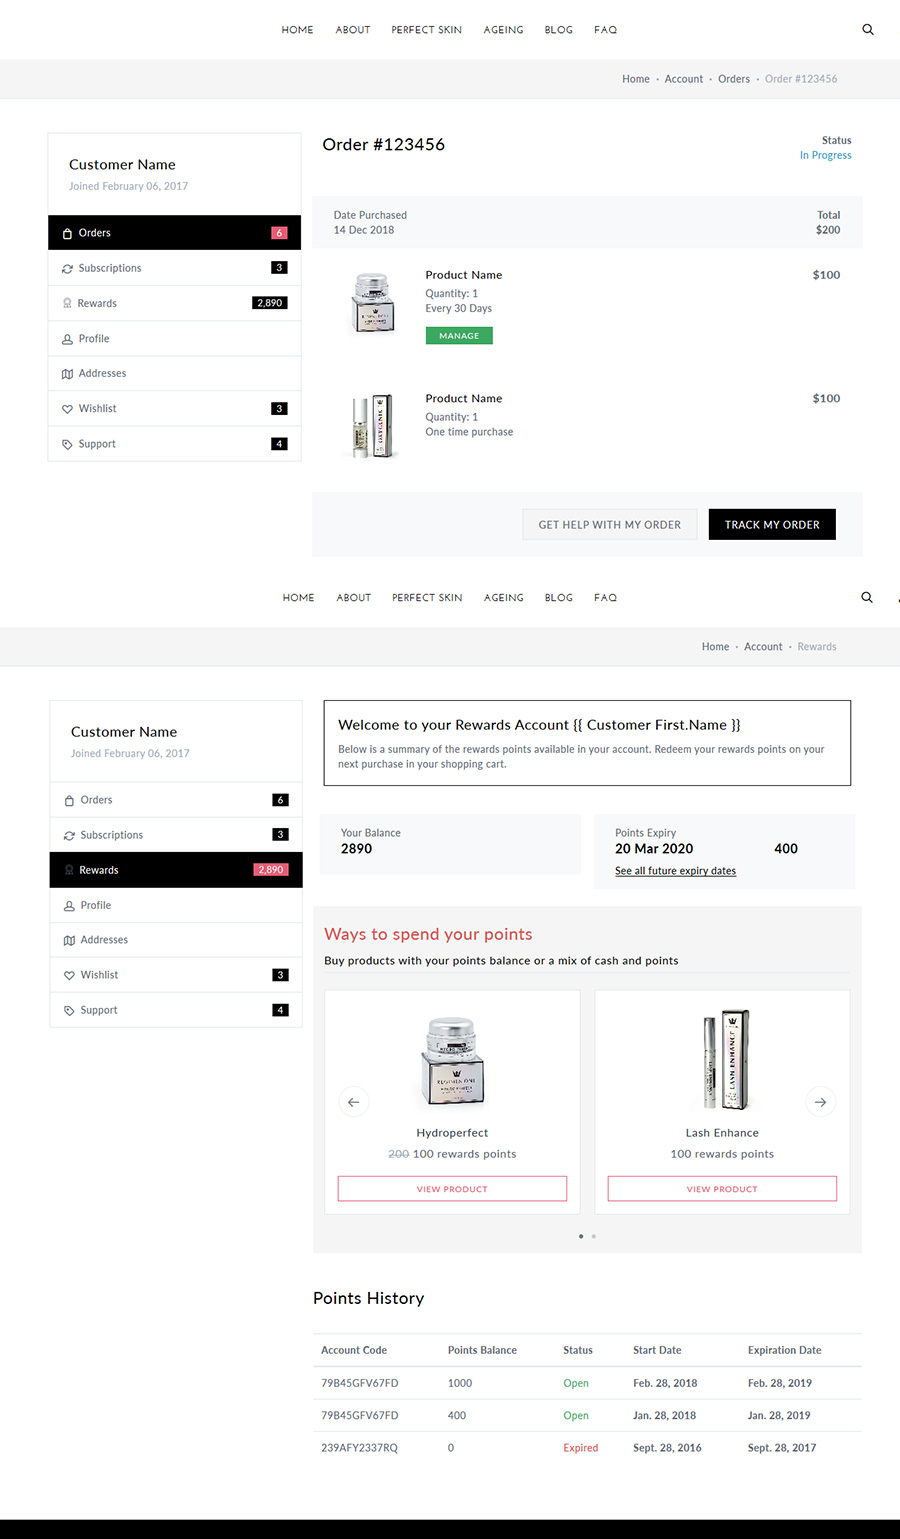 HOME ABOUT PERFECT SKIN AGEING BLOG FAQ
Home · Account · Orders · Order #123456
Customer Name
Joined February 06, 2017
Orders 6
Subscriptions 3
Rewards 2,890
Profile
Addresses
Wishlist 3
Support 4
Order #123456
Status
In Progress
Date Purchased
14 Dec 2018
Total
$200
Product Name
$100
Quantity: 1
Every 30 Days
MANAGE
Product Name
$100
Quantity: 1
One time purchase
OXYGENIE
GET HELP WITH MY ORDER
TRACK MY ORDER
HOME ABOUT PERFECT SKIN AGEING BLOG FAQ
Home · Account · Rewards
Customer Name
Joined February 06, 2017
Orders 6
Subscriptions 3
Rewards 2,890
Profile
Addresses
Wishlist 3
Support 4
Welcome to your Rewards Account {{ Customer First.Name }}
Below is a summary of the rewards points available in your account. Redeem your rewards points on your
next purchase in your shopping cart.
Your Balance
2890
Points Expiry
20 Mar 2020 400
See all future expiry dates
Ways to spend your points
Buy products with your points balance or a mix of cash and points
REGIMEN ONE
Hydroperfect
200 100 rewards points
VIEW PRODUCT
LASH ENHANCE
Lash Enhance
100 rewards points
VIEW PRODUCT
Points History
Account Code Points Balance Status Start Date Expiration Date
79B45GFV67FD 1000 Open Feb. 28, 2018 Feb. 28, 2019
79B45GFV67FD 400 Open Jan. 28, 2018 Jan. 28, 2019
239AFY2337RQ 0 Expired Sept. 28, 2016 Sept. 28, 2017